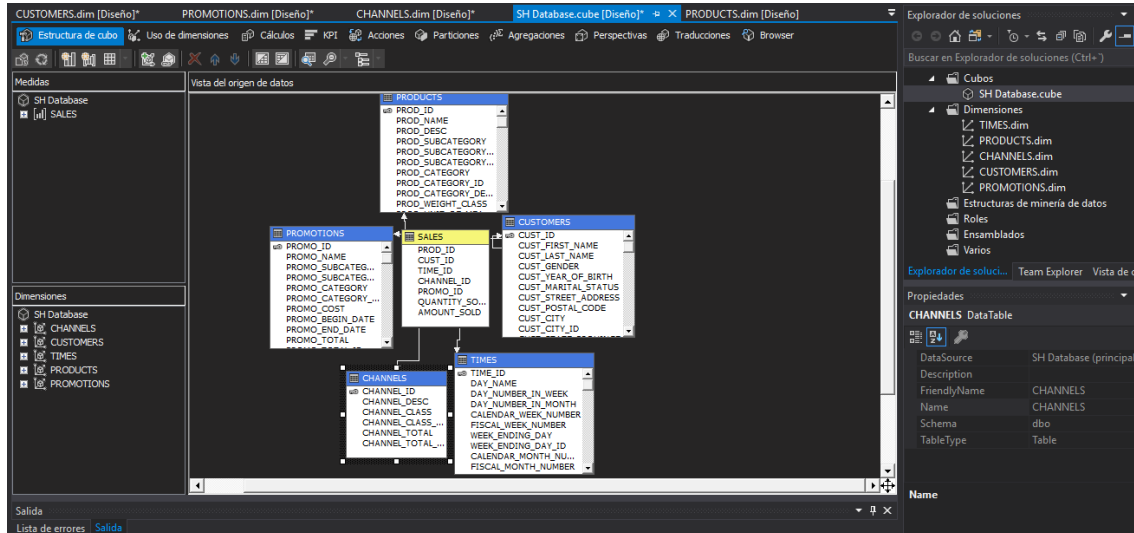 CUSTOMERS.dim [Diseño]* PROMOTIONS.dim [Diseño]* CHANNELS.dim [Diseño]* SH Database.cube [Diseño]* PRODUCTS.dim [Diseño]
Estructura de cubo Uso de dimensiones Cálculos KPI Acciones Particiones Agregaciones Perspectivas Traducciones Browser
Medidas
SH Database
SALES
Dimensiones
SH Database
CHANNELS
CUSTOMERS
TIMES
PRODUCTS
PROMOTIONS
Vista del origen de datos
PRODUCTS
PROD_ID
PROD_NAME
PROD_DESC
PROD_SUBCATEGORY
PROD_SUBCATEGORY...
PROD_SUBCATEGORY...
PROD_CATEGORY
PROD_CATEGORY_ID
PROD_CATEGORY_DE...
PROD_WEIGHT_CLASS
PROMOTIONS
PROMO_ID
PROMO_NAME
PROMO_SUBCATEG...
PROMO_SUBCATEG...
PROMO_CATEGORY
PROMO_CATEGORY_...
PROMO_COST
PROMO_BEGIN_DATE
PROMO_END_DATE
PROMO_TOTAL
SALES
PROD_ID
CUST_ID
TIME_ID
CHANNEL_ID
PROMO_ID
QUANTITY_SO...
AMOUNT_SOLD
CUSTOMERS
CUST_ID
CUST_FIRST_NAME
CUST_LAST_NAME
CUST_GENDER
CUST_YEAR_OF_BIRTH
CUST_MARITAL_STATUS
CUST_STREET_ADDRESS
CUST_POSTAL_CODE
CUST_CITY
CUST_CITY_ID
CHANNELS
CHANNEL_ID
CHANNEL_DESC
CHANNEL_CLASS
CHANNEL_CLASS_...
CHANNEL_TOTAL
CHANNEL_TOTAL_...
TIMES
TIME_ID
DAY_NAME
DAY_NUMBER_IN_WEEK
DAY_NUMBER_IN_MONTH
CALENDAR_WEEK_NUMBER
FISCAL_WEEK_NUMBER
WEEK_ENDING_DAY
WEEK_ENDING_DAY_ID
CALENDAR_MONTH_NU...
FISCAL_MONTH_NUMBER
Salida
Lista de errores Salida
Explorador de soluciones
Buscar en Explorador de soluciones (Ctrl+´)
Cubos
SH Database.cube
Dimensiones
TIMES.dim
PRODUCTS.dim
CHANNELS.dim
CUSTOMERS.dim
PROMOTIONS.dim
Estructuras de minería de datos
Roles
Ensamblados
Varios
Explorador de soluci... Team Explorer Vista de
Propiedades
CHANNELS DataTable
DataSource SH Database (principal
Description
FriendlyName CHANNELS
Name CHANNELS
Schema dbo
TableType Table
Name